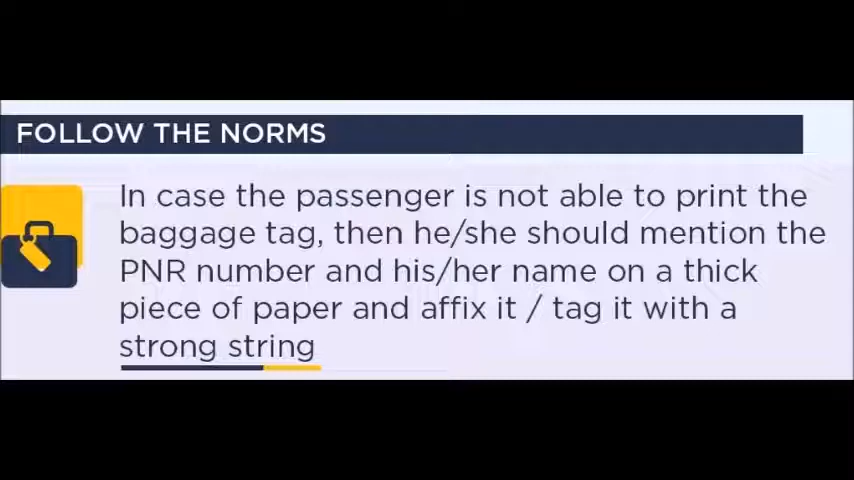 FOLLOW THE NORMS
In case the passenger is not able to print the
baggage tag, then he/she should mention the
PNR number and his/her name on a thick
piece of paper and affix it / tag it with a
strong string